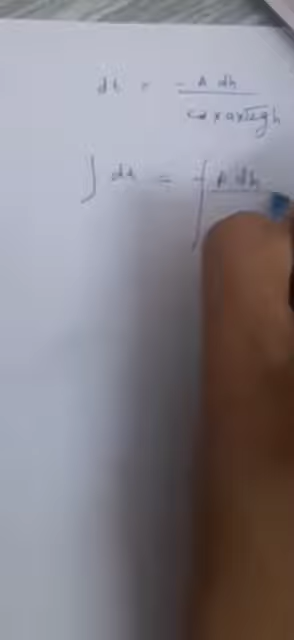 dt = - A dh / cd x a x √2gh
∫ dt = - ∫ A dh